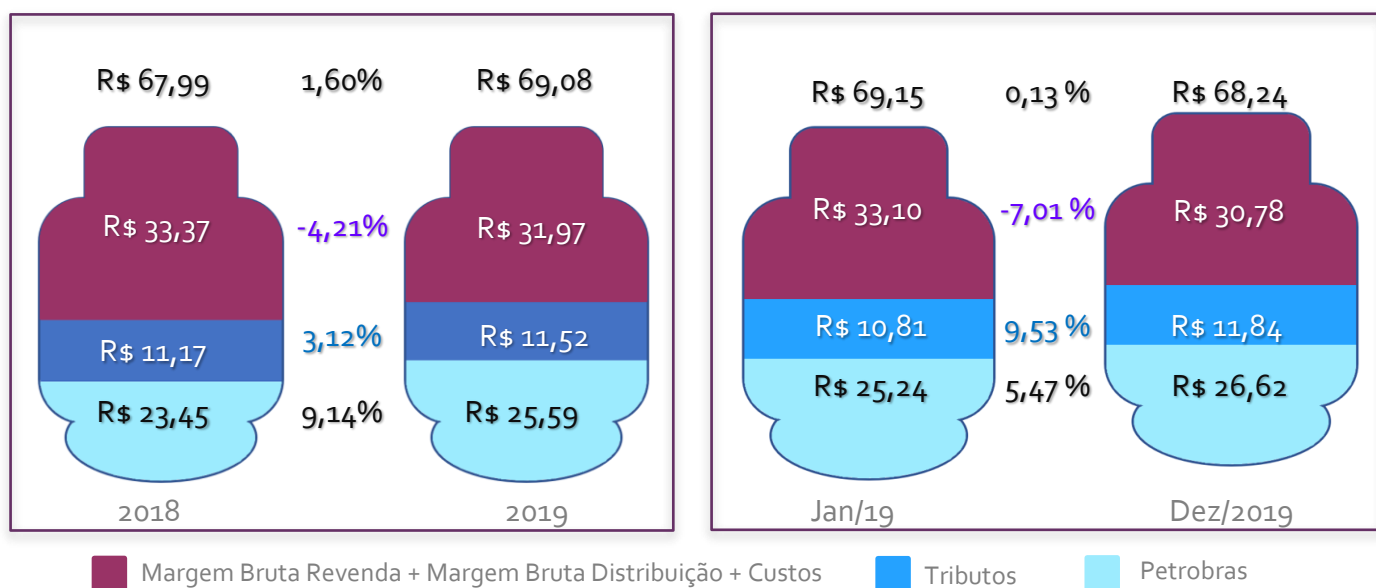 R$ 67,99 1,60% R$ 69,08
R$ 33,37 -4,21% R$ 31,97
R$ 11,17 3,12% R$ 11,52
R$ 23,45 9,14% R$ 25,59
2018 2019
R$ 69,15 0,13 % R$ 68,24
R$ 33,10 -7,01 % R$ 30,78
R$ 10,81 9,53 % R$ 11,84
R$ 25,24 5,47 % R$ 26,62
Jan/19 Dez/2019
Margem Bruta Revenda + Margem Bruta Distribuição + Custos Tributos Petrobras